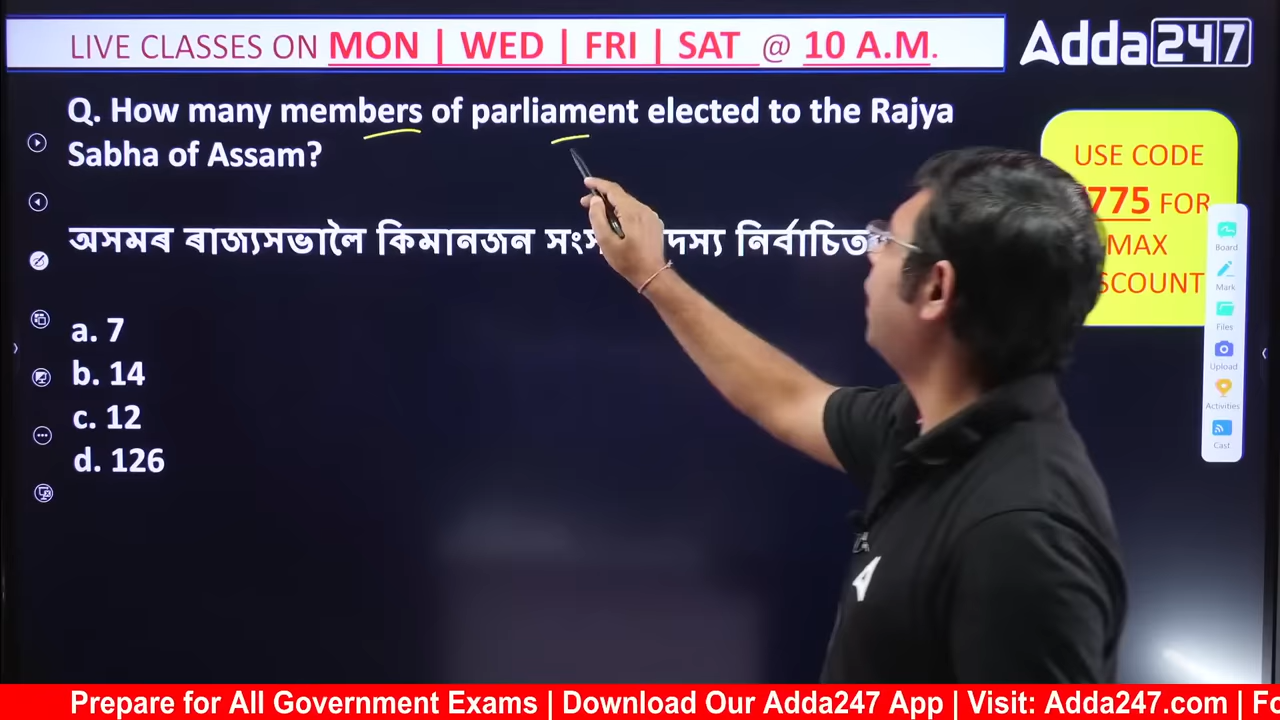 LIVE CLASSES ON MON | WED | FRI | SAT @ 10 A.M.
Adda247
Q. How many members of parliament elected to the Rajya
Sabha of Assam?
USE CODE
775 FOR
MAX
অসমৰ ৰাজ্যসভালৈ কিমানজন নিৰ্বাচিত
a. 7
b. 14
c. 12
d. 126
Board
Mark
Files
Upload
Activities
Cast
Prepare for All Government Exams | Download Our Adda247 App | Visit: Adda247.com |